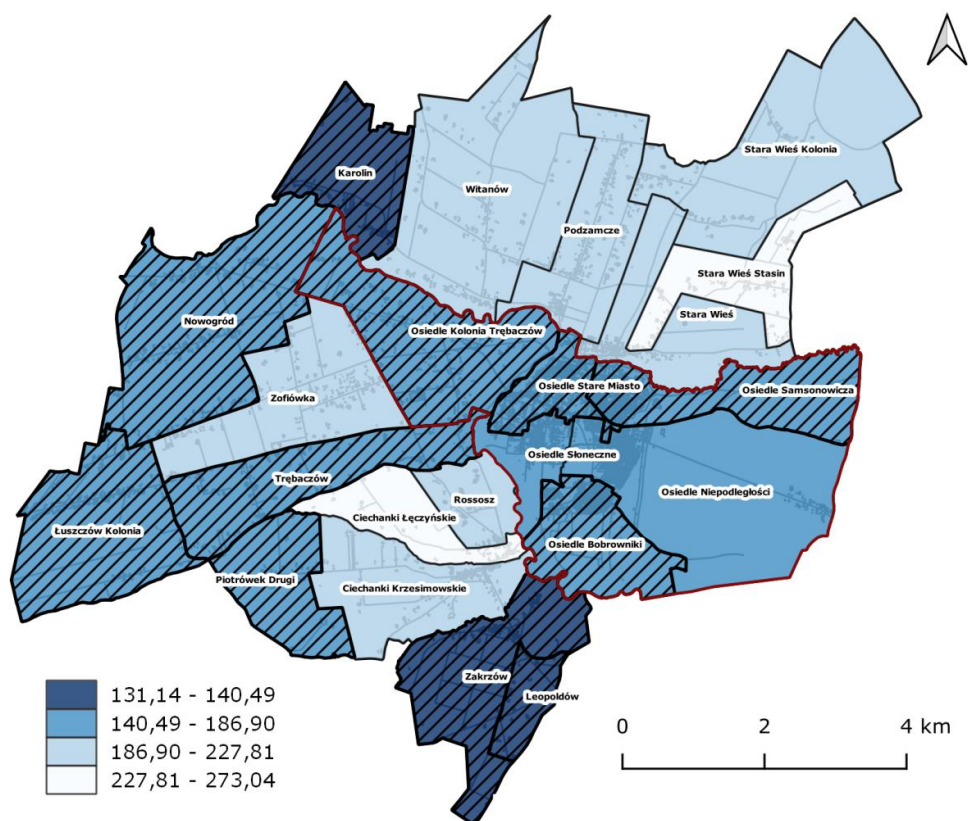 Stara Wieś Kolonia
Karolin
Witanów
Podzamcze
Stara Wieś Stasin
Stara Wieś
Nowogród
Osiedle Kolonia Trębaczów
Osiedle Stare Miasto
Osiedle Samsonowicza
Zofiówka
Osiedle Słoneczne
Trębaczów
Rossosz
Osiedle Niepodległości
Ciechanki Łęczyńskie
Łuszczów Kolonia
Osiedle Bobrowniki
Piotrówek Drugi
Ciechanki Krzesimowskie
Zakrzów
Leopoldów
131,14 - 140,49
140,49 - 186,90
186,90 - 227,81
227,81 - 273,04
0 2 4 km